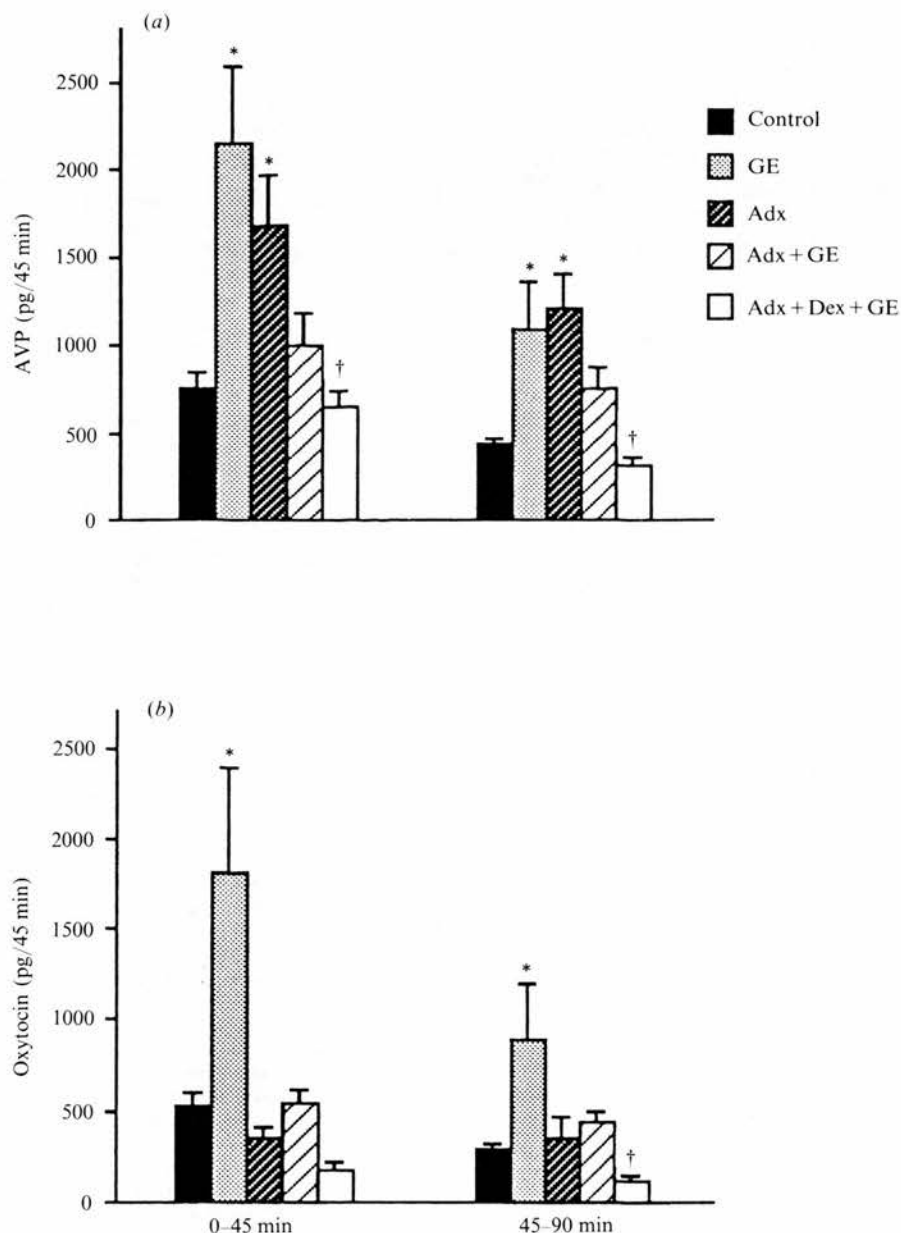 (a)
*
2500
*
2000
1500
* *
1000
†
500
†
0
AVP (pg/45 min)
Control
GE
Adx
Adx + GE
Adx + Dex + GE
(b)
2500
*
2000
1500
*
1000
500
†
0
Oxytocin (pg/45 min)
0–45 min
45–90 min